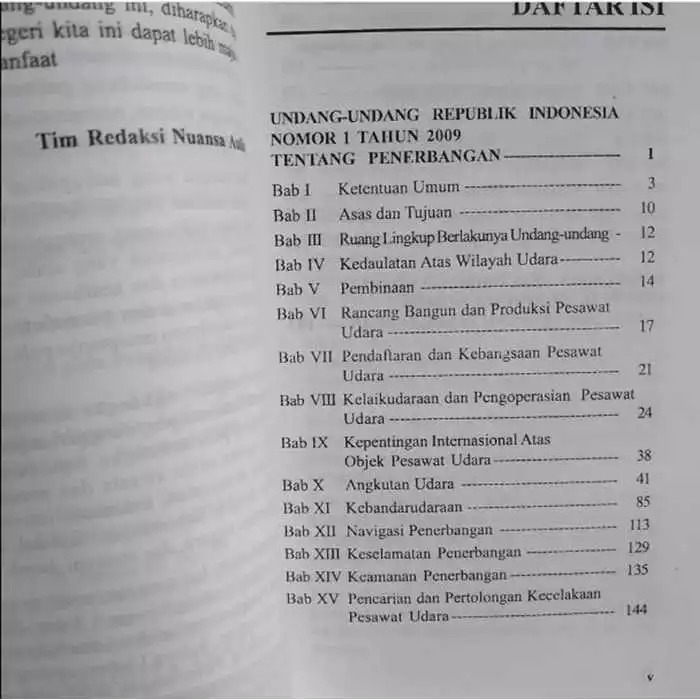 ini, diharapkan
kita ini dapat lebih
Tim Redaksi Nuansa
DAFTAR ISI
UNDANG-UNDANG REPUBLIK INDONESIA
NOMOR 1 TAHUN 2009
TENTANG PENERBANGAN 1
Bab I Ketentuan Umum 3
Bab II Asas dan Tujuan 10
Bab III Ruang Lingkup Berlakunya Undang-undang - 12
Bab IV Kedaulatan Atas Wilayah Udara 12
Bab V Pembinaan 14
Bab VI Rancang Bangun dan Produksi Pesawat
Udara 17
Bab VII Pendaftaran dan Kebangsaan Pesawat
Udara 21
Bab VIII Kelaikudaraan dan Pengoperasian Pesawat
Udara 24
Bab IX Kepentingan Internasional Atas
Objek Pesawat Udara 38
Bab X Angkutan Udara 41
Bab XI Kebandarudaraan 85
Bab XII Navigasi Penerbangan 113
Bab XIII Keselamatan Penerbangan 129
Bab XIV Keamanan Penerbangan 135
Bab XV Pencarian dan Pertolongan Kecelakaan
Pesawat Udara 144
v